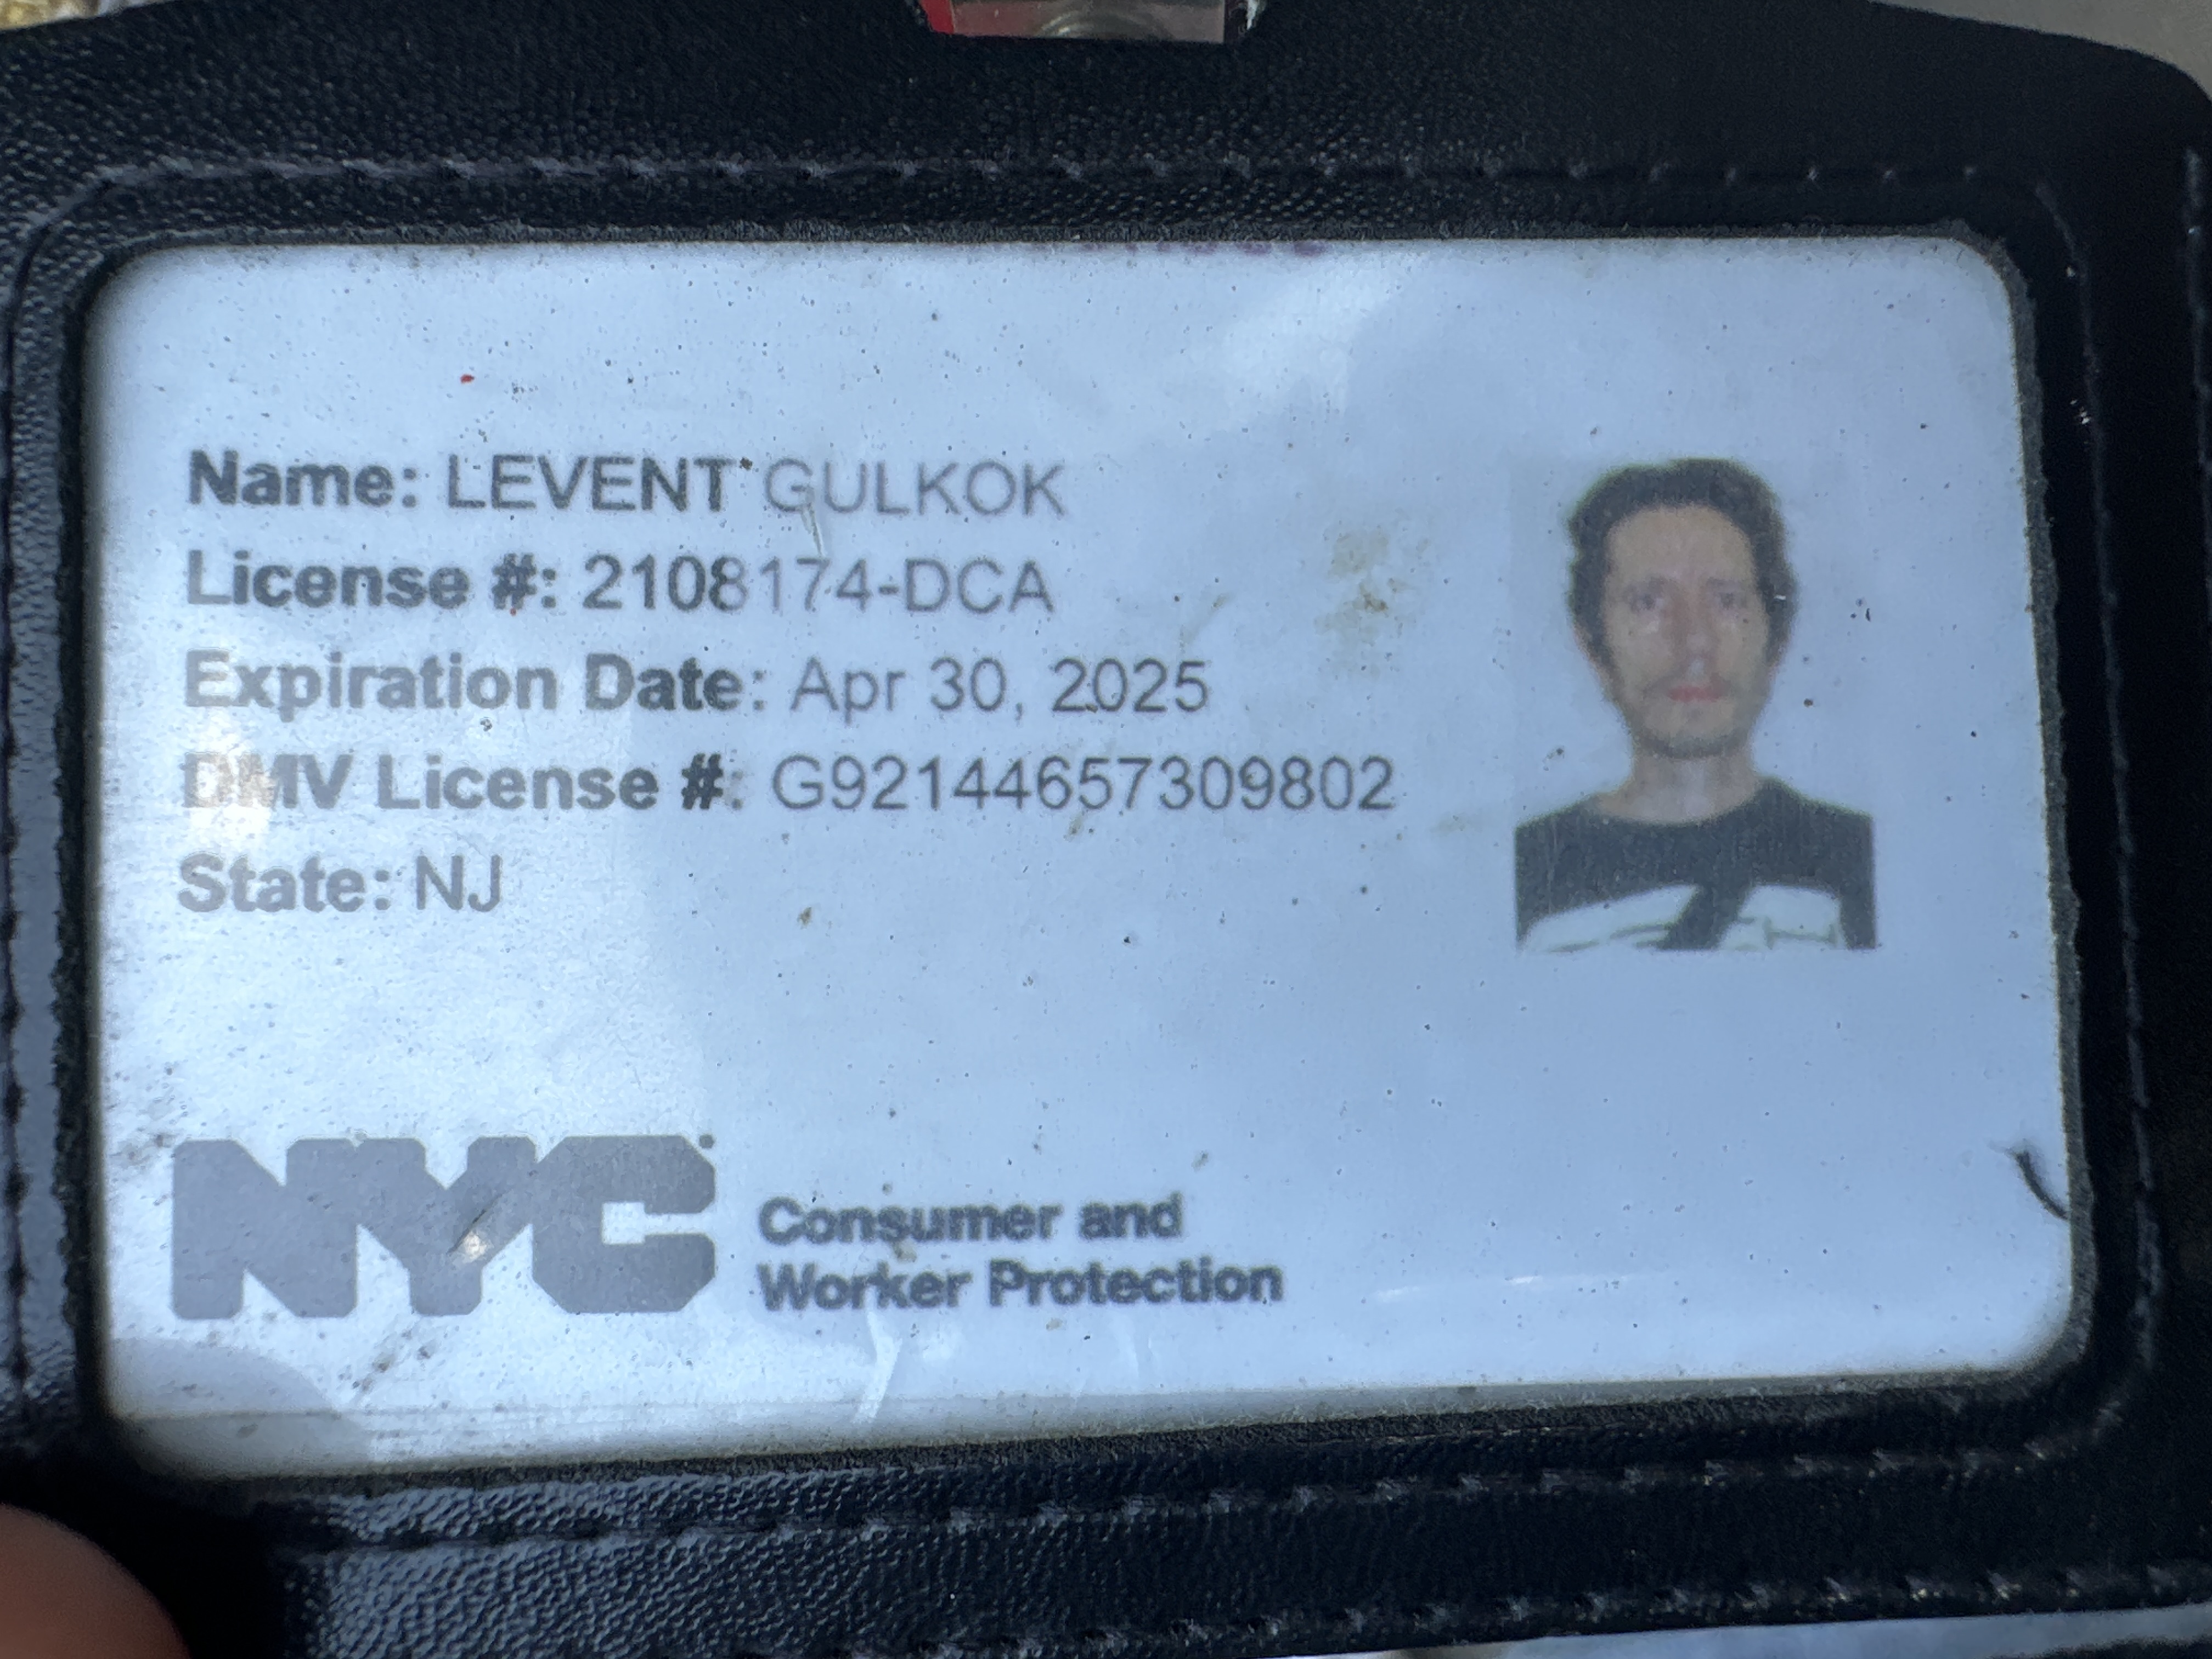 Name: LEVENT GULKOK
License #: 2108174-DCA
Expiration Date: Apr 30, 2025
DMV License #: G92144657309802
State: NJ
NYC
Consumer and
Worker Protection